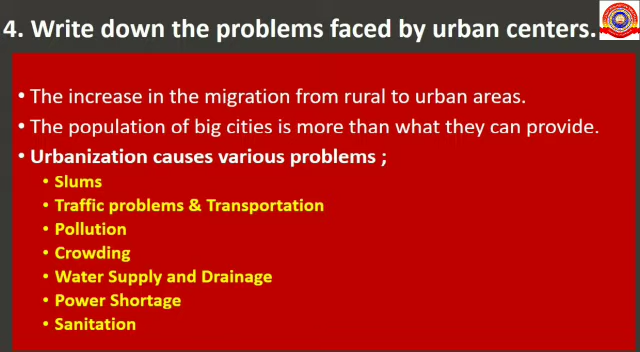 4. Write down the problems faced by urban centers.
• The increase in the migration from rural to urban areas.
• The population of big cities is more than what they can provide.
• Urbanization causes various problems ;
• Slums
• Traffic problems & Transportation
• Pollution
• Crowding
• Water Supply and Drainage
• Power Shortage
• Sanitation